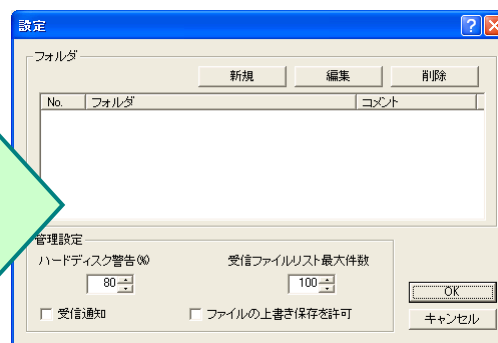 設定
フォルダ
新規 編集 削除
No. フォルダ コメント
管理設定
ハードディスク警告(%) 受信ファイルリスト最大件数
80 100
OK
受信通知 ファイルの上書き保存を許可
キャンセル